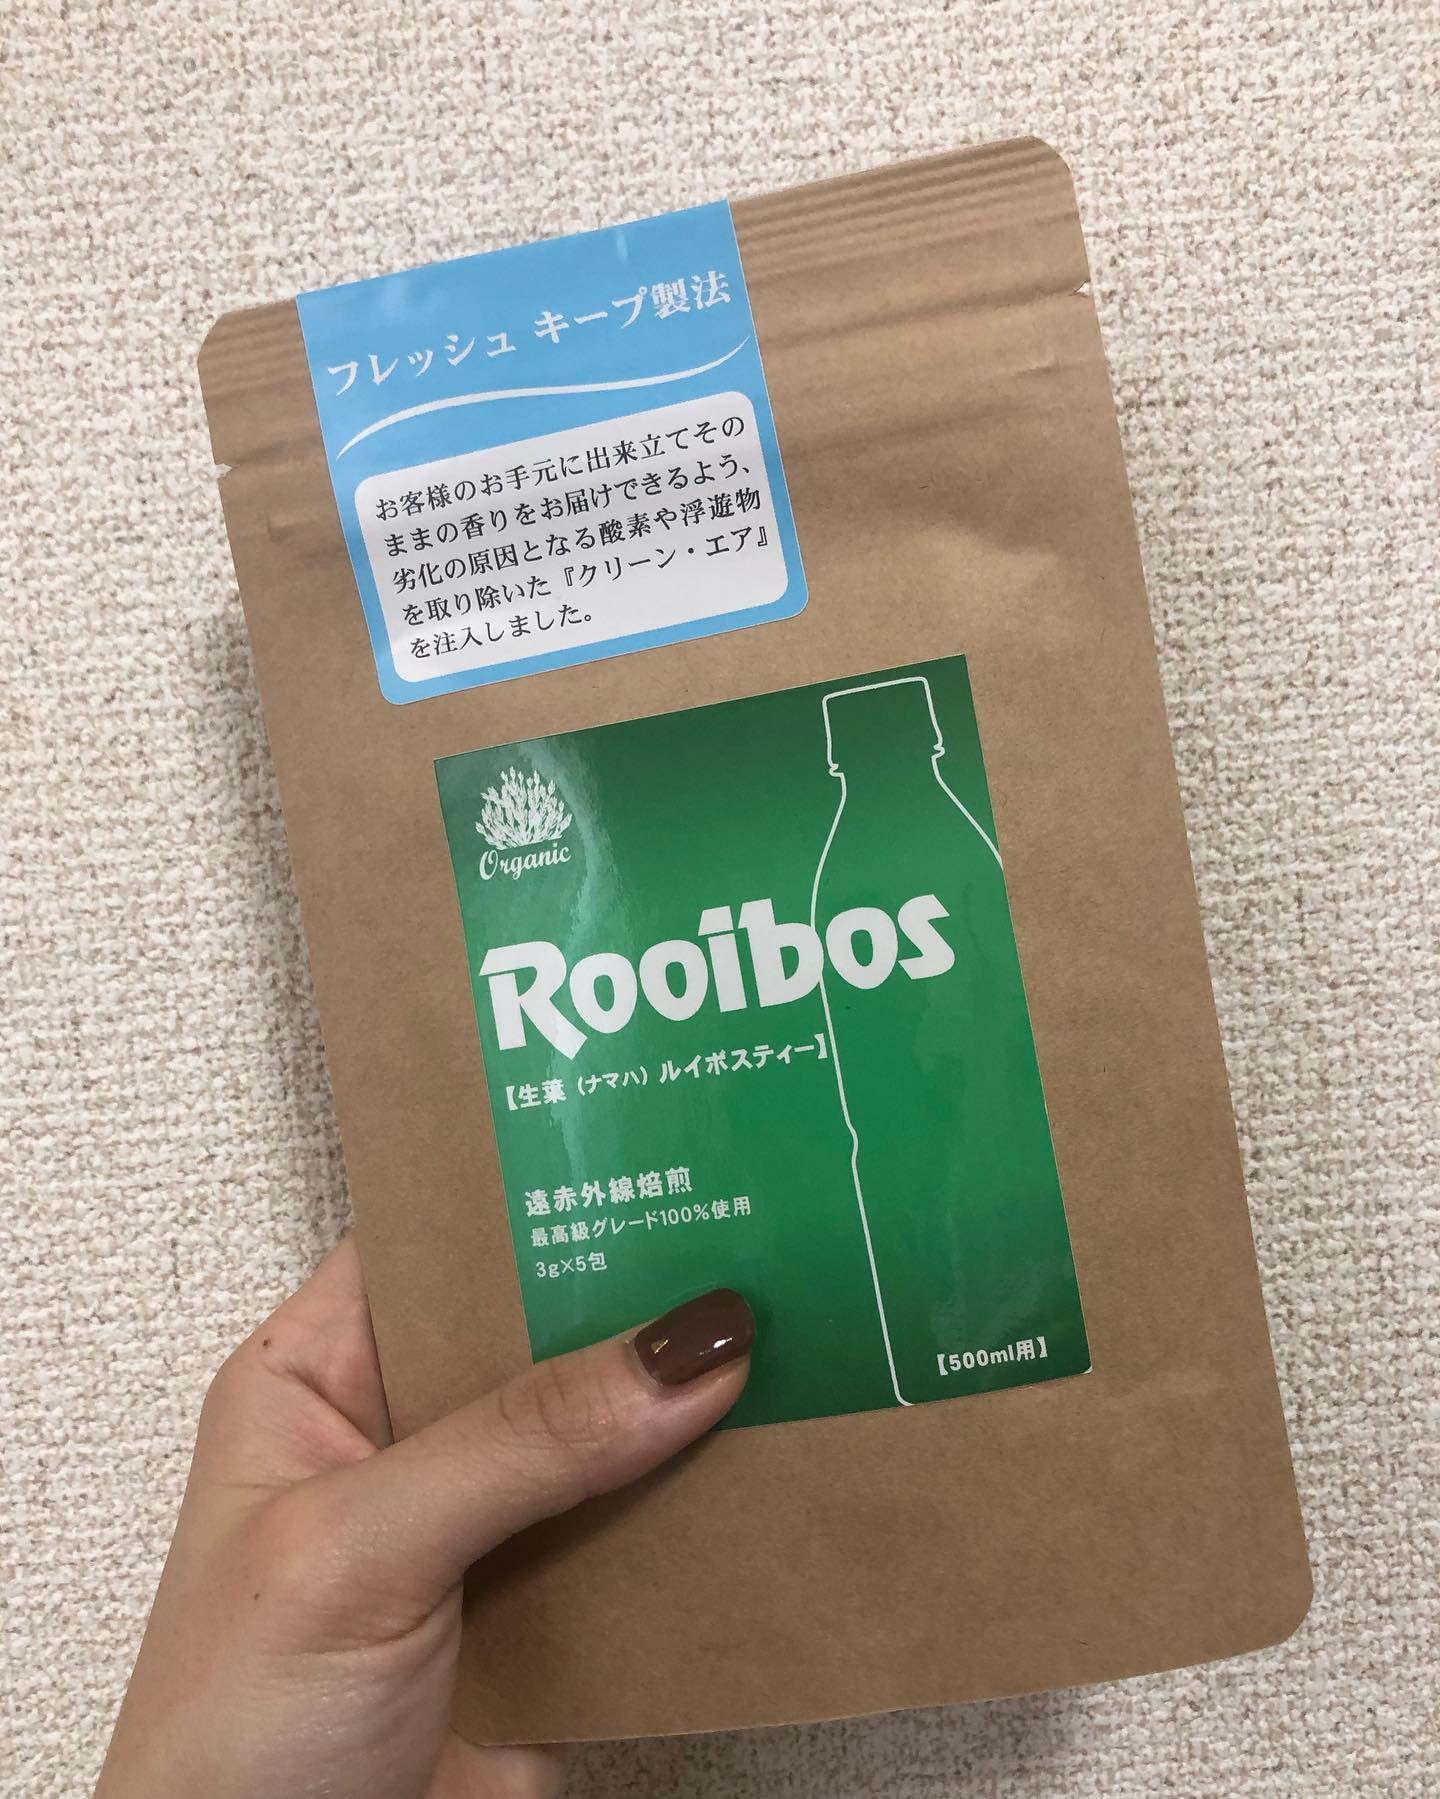 フレッシュ キープ製法
お客様のお手元に出来立てその
ままの香りをお届けできるよう、
劣化の原因となる酸素や浮遊物
を取り除いた『クリーン・エア』
を注入しました。
Organic
Rooibos
【生葉（ナマハ）ルイボスティー】
遠赤外線焙煎
最高級グレード100%使用
3g×5包
【500ml用】